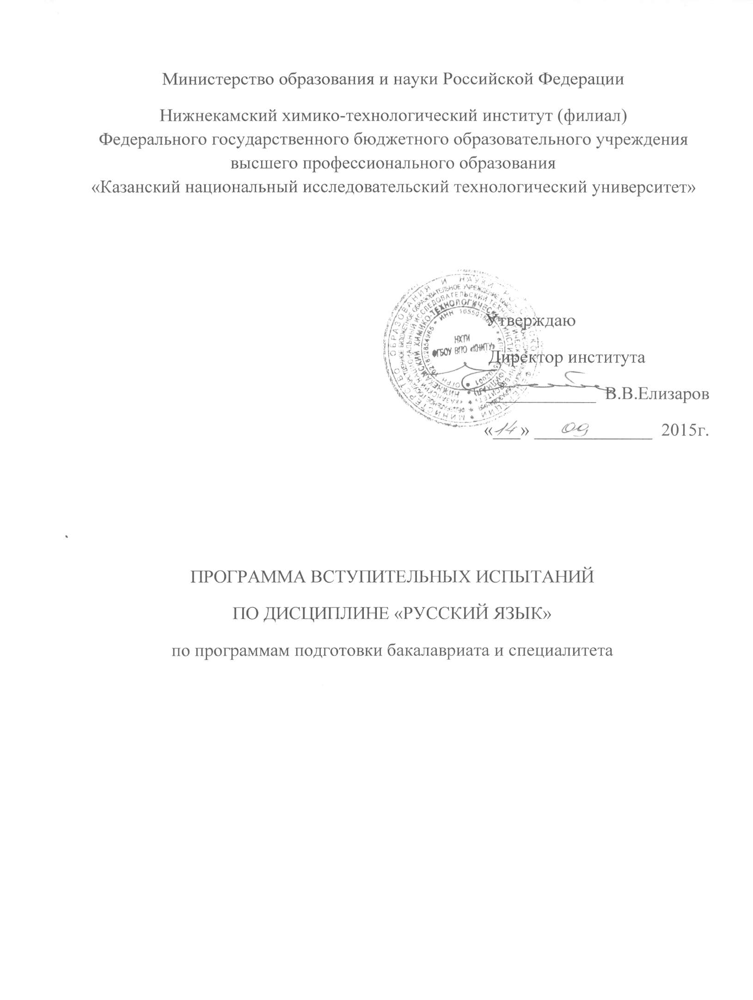 Министерство образования и науки Российской Федерации
Нижнекамский химико-технологический институт (филиал)
Федерального государственного бюджетного образовательного учреждения
высшего профессионального образования
«Казанский национальный исследовательский технологический университет»
НХТИ
ФГБОУ ВПО «КНИТУ»
Утверждаю
Директор института
В.В.Елизаров
«14» 09 2015г.
ПРОГРАММА ВСТУПИТЕЛЬНЫХ ИСПЫТАНИЙ
ПО ДИСЦИПЛИНЕ «РУССКИЙ ЯЗЫК»
по программам подготовки бакалавриата и специалитета